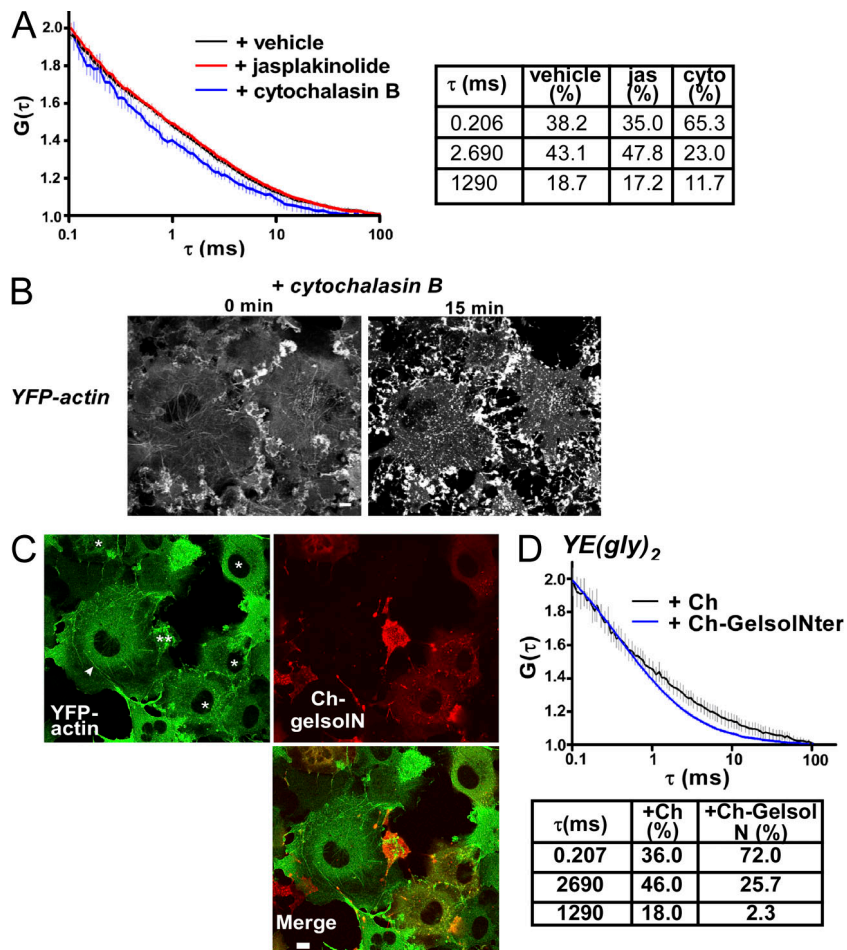 A
2.0
1.8
1.6
1.4
1.2
1.0
G(τ)
0.1
1
10
100
τ (ms)
+ vehicle
+ jasplakinolide
+ cytochalasin B
τ (ms) vehicle (%) jas (%) cyto (%)
0.206 38.2 35.0 65.3
2.690 43.1 47.8 23.0
1290 18.7 17.2 11.7
B
+ cytochalasin B
0 min
15 min
YFP-actin
C
*
*
**
*
*
YFP-
actin
Ch-
gelsolN
Merge
D
YE(gly)2
2.0
1.8
1.6
1.4
1.2
1.0
G(τ)
0.1
1
10
100
τ (ms)
+ Ch
+ Ch-GelsolNter
τ(ms) +Ch (%) +Ch-Gelsol N (%)
0.207 36.0 72.0
2690 46.0 25.7
1290 18.0 2.3